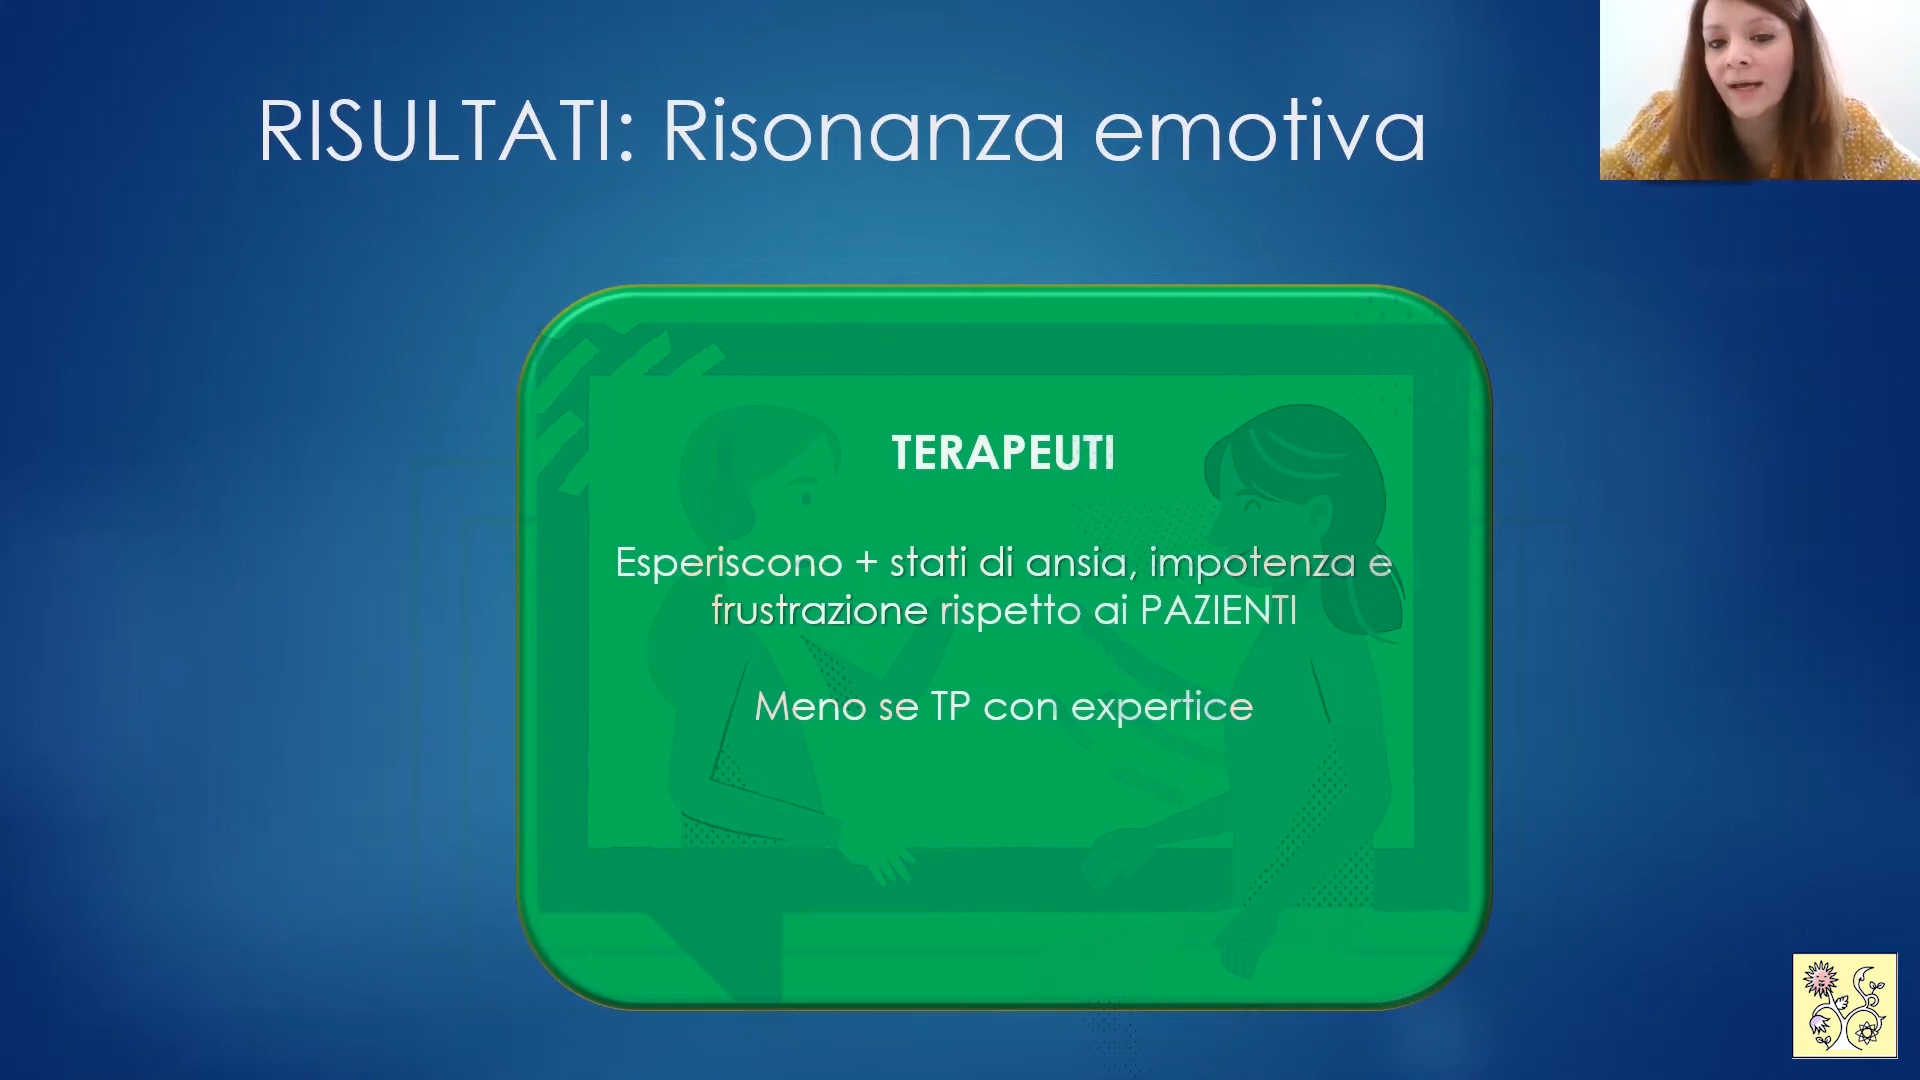 RISULTATI: Risonanza emotiva
TERAPEUTI
Esperiscono + stati di ansia, impotenza e
frustrazione rispetto ai PAZIENTI
Meno se TP con expertice